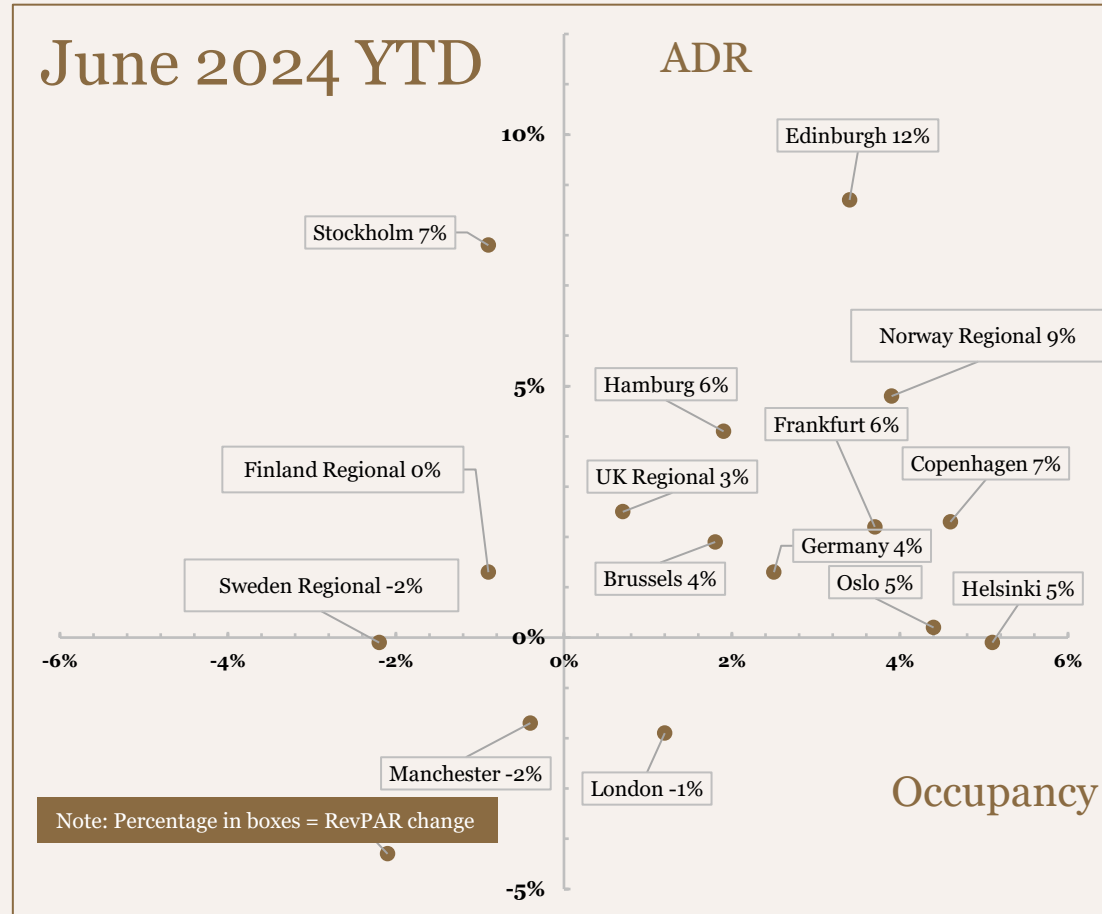 June 2024 YTD
ADR
10%
Edinburgh 12%
Stockholm 7%
Norway Regional 9%
5%
Hamburg 6%
Frankfurt 6%
Finland Regional 0%
UK Regional 3%
Copenhagen 7%
Germany 4%
Sweden Regional -2%
Brussels 4%
Oslo 5%
Helsinki 5%
0%
-6%
-4%
-2%
0%
2%
4%
6%
Manchester -2%
London -1%
Occupancy
Note: Percentage in boxes = RevPAR change
-5%